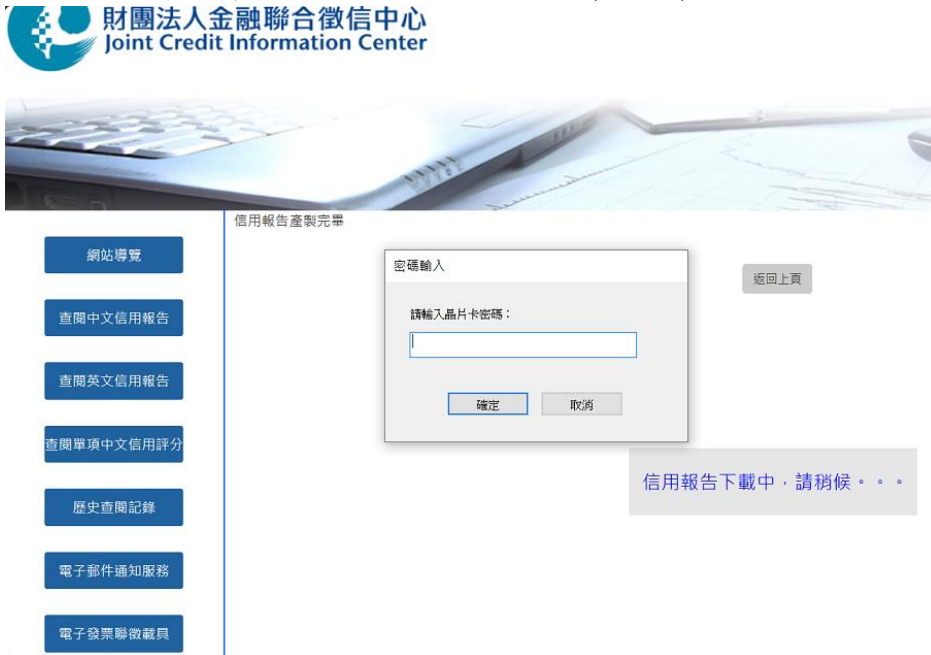 財團法人金融聯合徵信中心
Joint Credit Information Center
信用報告產製完畢
網站導覽
查閱中文信用報告
查閱英文信用報告
查閱單項中文信用評分
歷史查閱記錄
電子郵件通知服務
電子發票聯徵載具
密碼輸入
請輸入晶片卡密碼：
確定
取消
返回上頁
信用報告下載中，請稍候。。。